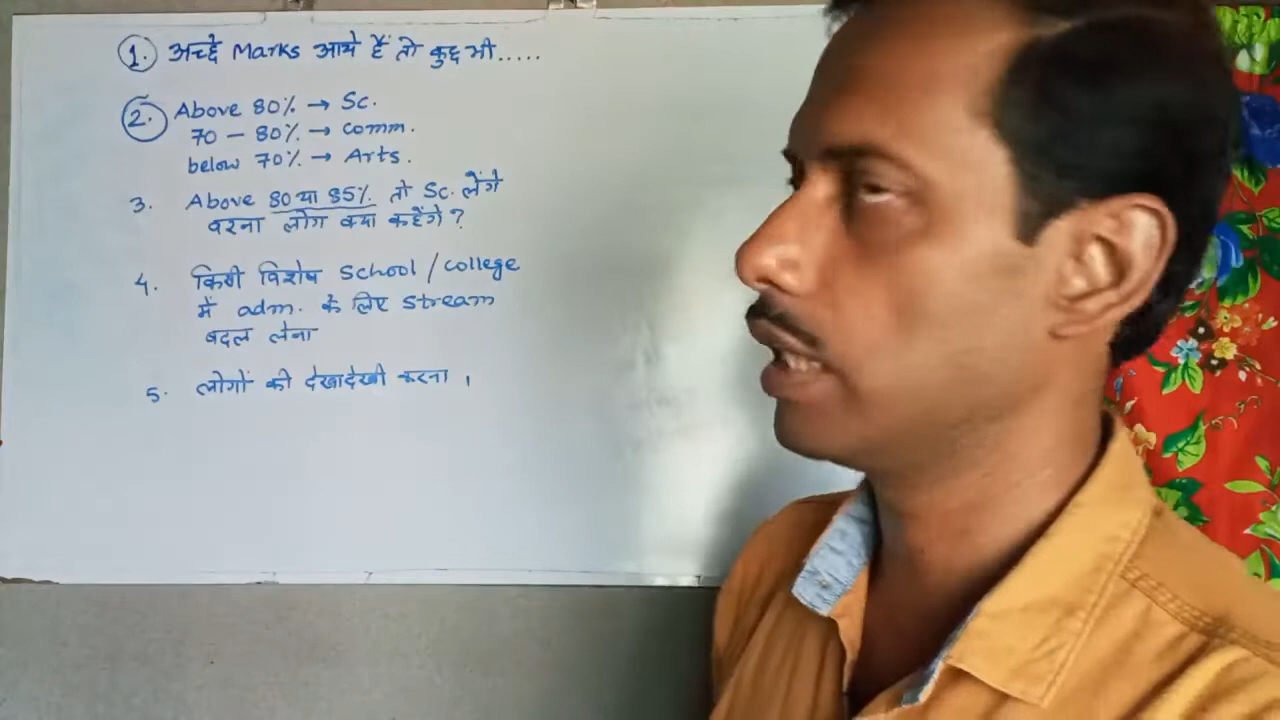 1. अच्छे Marks आये हैं तो कुछ भी.....
2. Above 80% → Sc.
70 – 80% → comm.
below 70% → Arts.
3. Above 80 या 85% तो Sc. लेंगे
वरना लोग क्या कहेंगे?
4. किसी विशेष school / college
में adm. के लिए stream
बदल लेना
5. लोगों की देखादेखी करना ।